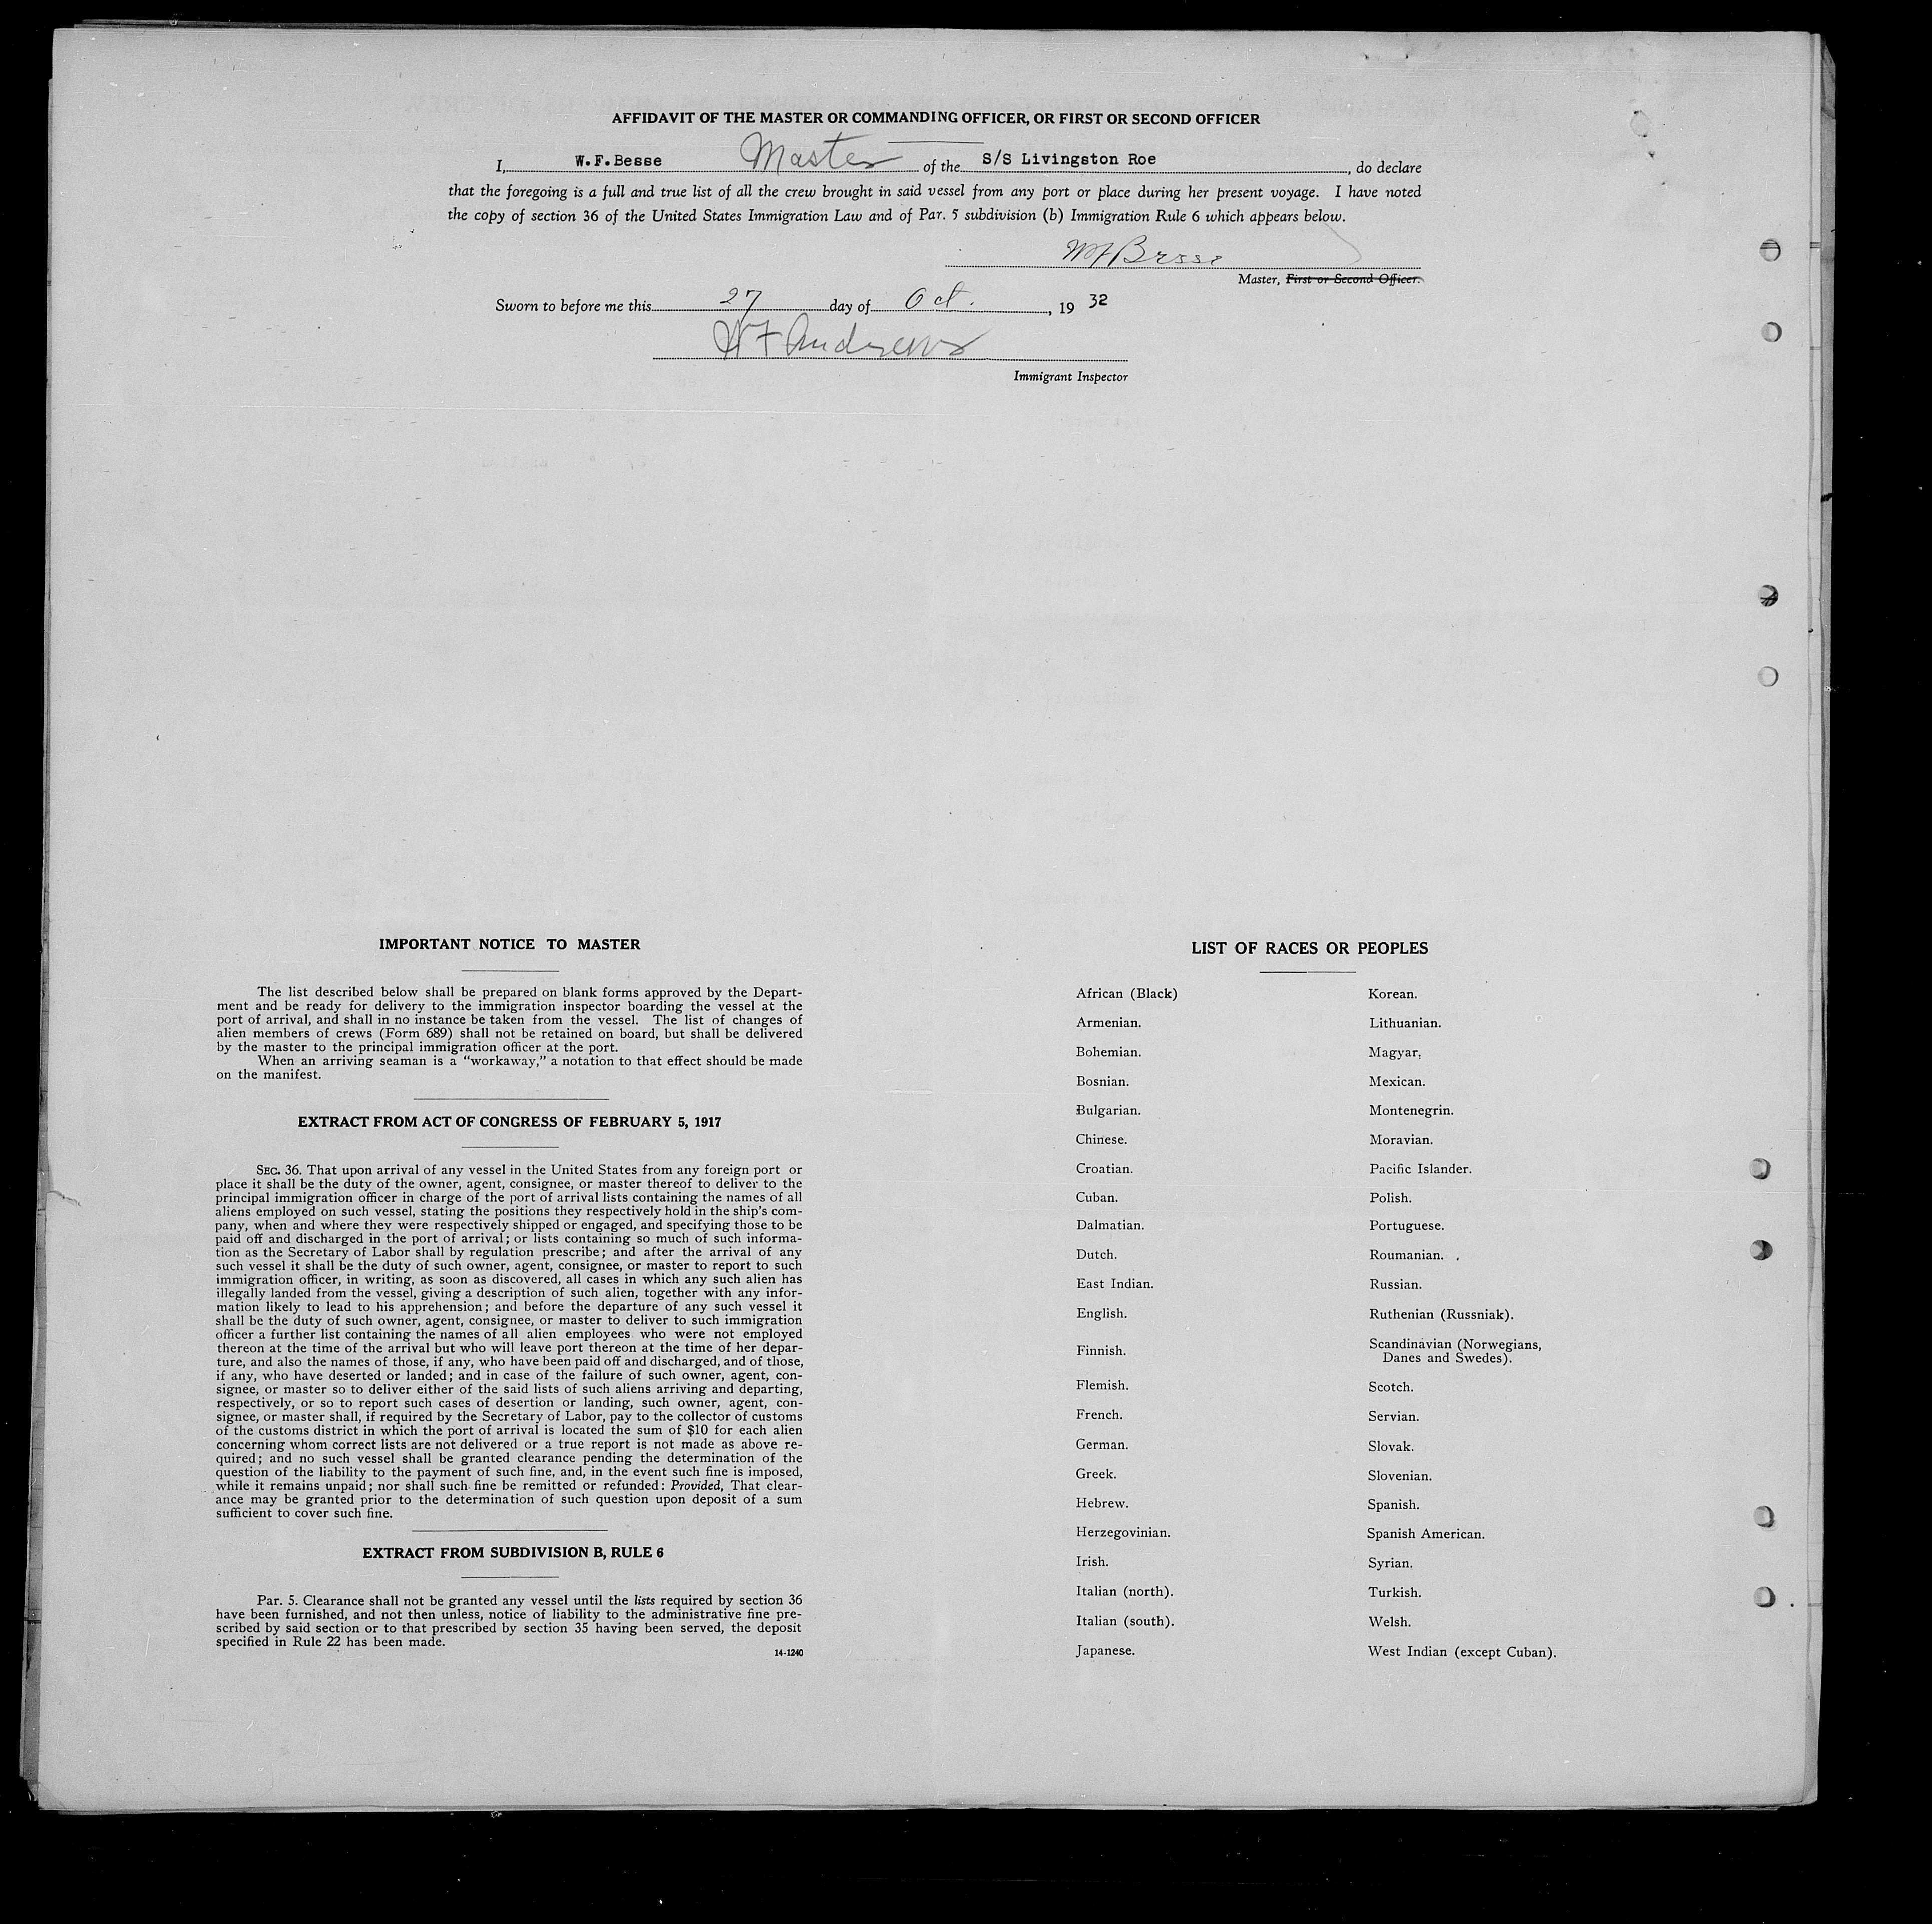 AFFIDAVIT OF THE MASTER OR COMMANDING OFFICER, OR FIRST OR SECOND OFFICER
I, W.F.Besse Master of the S/S Livingston Roe, do declare
that the foregoing is a full and true list of all the crew brought in said vessel from any port or place during her present voyage. I have noted
the copy of section 36 of the United States Immigration Law and of Par. 5 subdivision (b) Immigration Rule 6 which appears below.
WF Besse
Master, First or Second Officer.
Sworn to before me this 27 day of Oct., 19 32
Andrews
Immigrant Inspector
IMPORTANT NOTICE TO MASTER
The list described below shall be prepared on blank forms approved by the Depart-
ment and be ready for delivery to the immigration inspector boarding the vessel at the
port of arrival, and shall in no instance be taken from the vessel. The list of changes of
alien members of crews (Form 689) shall not be retained on board, but shall be delivered
by the master to the principal immigration officer at the port.
When an arriving seaman is a “workaway,” a notation to that effect should be made
on the manifest.
EXTRACT FROM ACT OF CONGRESS OF FEBRUARY 5, 1917
SEC. 36. That upon arrival of any vessel in the United States from any foreign port or
place it shall be the duty of the owner, agent, consignee, or master thereof to deliver to the
principal immigration officer in charge of the port of arrival lists containing the names of all
aliens employed on such vessel, stating the positions they respectively hold in the ship's com-
pany, when and where they were respectively shipped or engaged, and specifying those to be
paid off and discharged in the port of arrival; or lists containing so much of such informa-
tion as the Secretary of Labor shall by regulation prescribe; and after the arrival of any
such vessel it shall be the duty of such owner, agent, consignee, or master to report to such
immigration officer, in writing, as soon as discovered, all cases in which any such alien has
illegally landed from the vessel, giving a description of such alien, together with any infor-
mation likely to lead to his apprehension; and before the departure of any such vessel it
shall be the duty of such owner, agent, consignee, or master to deliver to such immigration
officer a further list containing the names of all alien employees who were not employed
thereon at the time of the arrival but who will leave port thereon at the time of her depar-
ture, and also the names of those, if any, who have been paid off and discharged, and of those,
if any, who have deserted or landed; and in case of the failure of such owner, agent, con-
signee, or master so to deliver either of the said lists of such aliens arriving and departing,
respectively, or so to report such cases of desertion or landing, such owner, agent, con-
signee, or master shall, if required by the Secretary of Labor, pay to the collector of customs
of the customs district in which the port of arrival is located the sum of $10 for each alien
concerning whom correct lists are not delivered or a true report is not made as above re-
quired; and no such vessel shall be granted clearance pending the determination of the
question of the liability to the payment of such fine, and, in the event such fine is imposed,
while it remains unpaid; nor shall such fine be remitted or refunded: Provided, That clear-
ance may be granted prior to the determination of such question upon deposit of a sum
sufficient to cover such fine.
EXTRACT FROM SUBDIVISION B, RULE 6
Par. 5. Clearance shall not be granted any vessel until the lists required by section 36
have been furnished, and not then unless, notice of liability to the administrative fine pre-
scribed by said section or to that prescribed by section 35 having been served, the deposit
specified in Rule 22 has been made.
14-1240
LIST OF RACES OR PEOPLES
African (Black)
Armenian.
Bohemian.
Bosnian.
Bulgarian.
Chinese.
Croatian.
Cuban.
Dalmatian.
Dutch.
East Indian.
English.
Finnish.
Flemish.
French.
German.
Greek.
Hebrew.
Herzegovinian.
Irish.
Italian (north).
Italian (south).
Japanese.
Korean.
Lithuanian.
Magyar.
Mexican.
Montenegrin.
Moravian.
Pacific Islander.
Polish.
Portuguese.
Roumanian.
Russian.
Ruthenian (Russniak).
Scandinavian (Norwegians,
Danes and Swedes).
Scotch.
Servian.
Slovak.
Slovenian.
Spanish.
Spanish American.
Syrian.
Turkish.
Welsh.
West Indian (except Cuban).